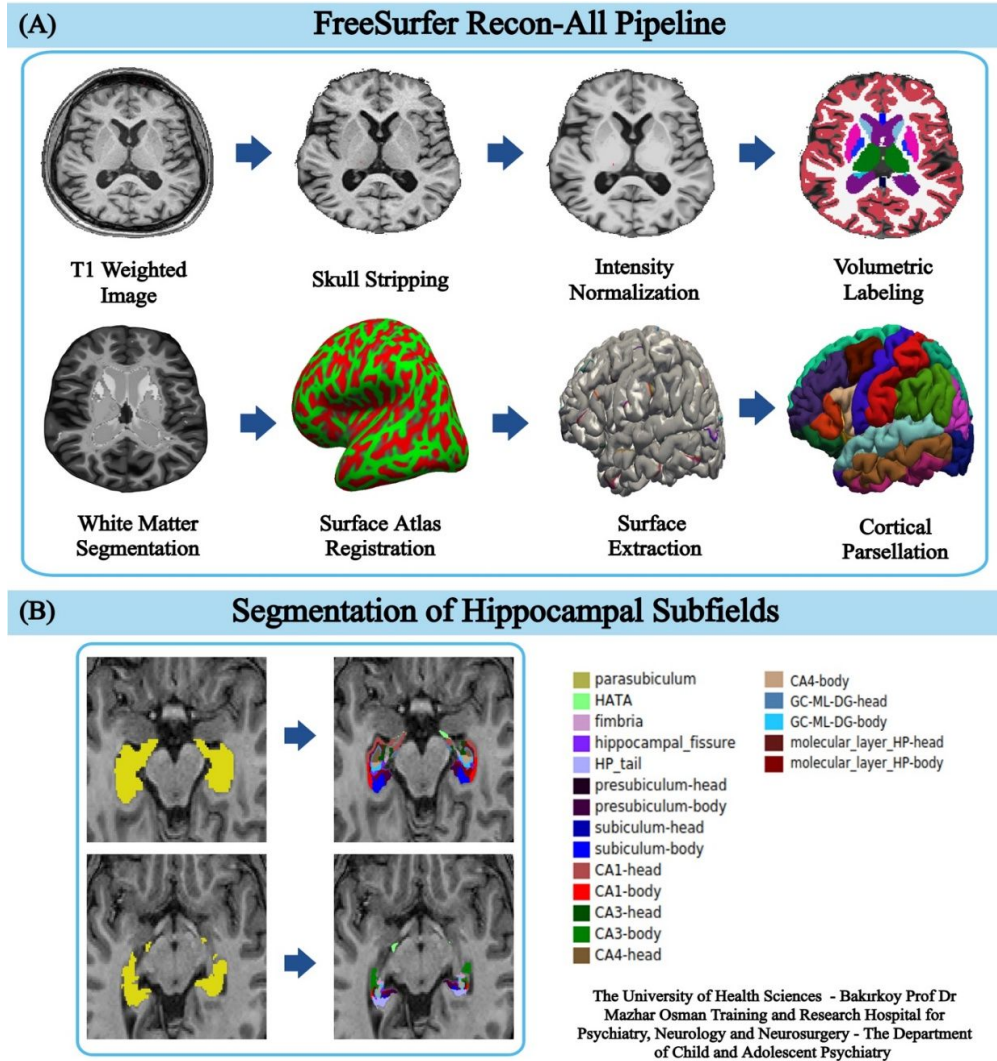 (A)
FreeSurfer Recon-All Pipeline
T1 Weighted
Image
Skull Stripping
Intensity
Normalization
Volumetric
Labeling
White Matter
Segmentation
Surface Atlas
Registration
Surface
Extraction
Cortical
Parsellation
(B)
Segmentation of Hippocampal Subfields
parasubiculum
HATA
fimbria
hippocampal_fissure
HP_tail
presubiculum-head
presubiculum-body
subiculum-head
subiculum-body
CA1-head
CA1-body
CA3-head
CA3-body
CA4-head
CA4-body
GC-ML-DG-head
GC-ML-DG-body
molecular_layer_HP-head
molecular_layer_HP-body
The University of Health Sciences - Bakırkoy Prof Dr
Mazhar Osman Training and Research Hospital for
Psychiatry, Neurology and Neurosurgery - The Department
of Child and Adolescent Psychiatry